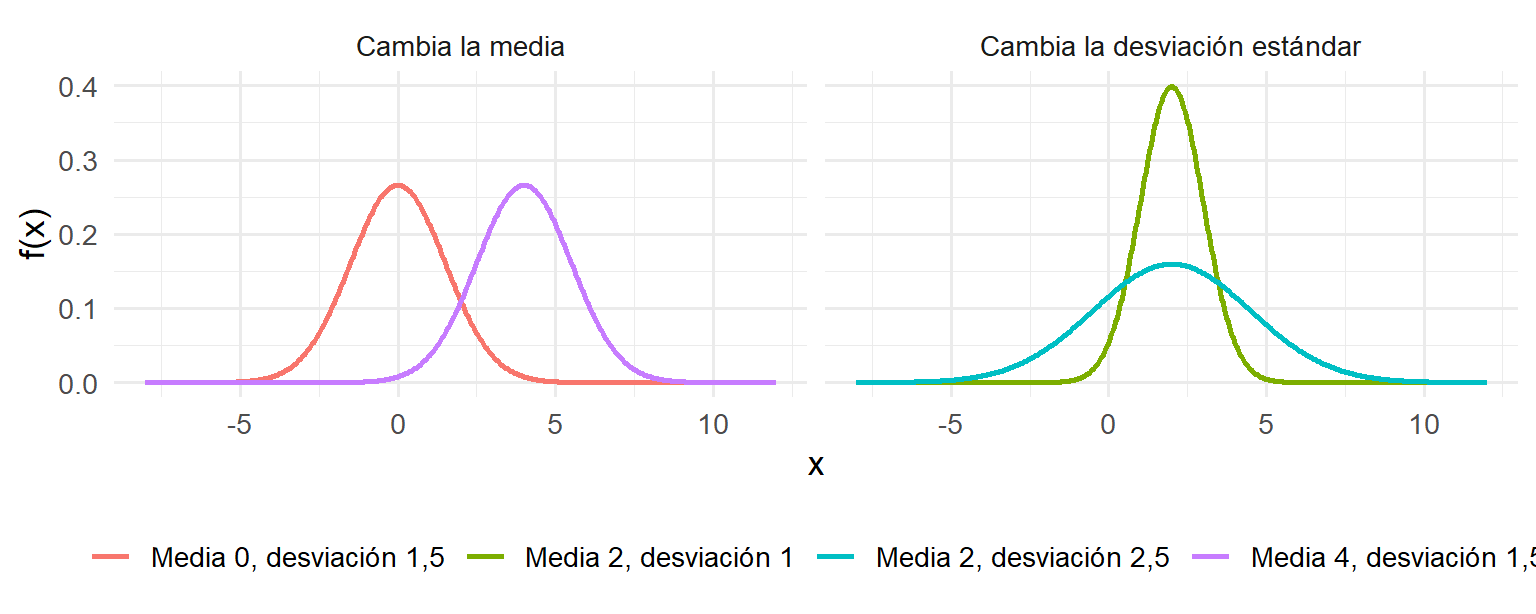 Cambia la media
Cambia la desviación estándar
0.4
0.3
0.2
0.1
0.0
f(x)
-5 0 5 10
-5 0 5 10
x
Media 0, desviación 1,5 Media 2, desviación 1 Media 2, desviación 2,5 Media 4, desviación 1,5